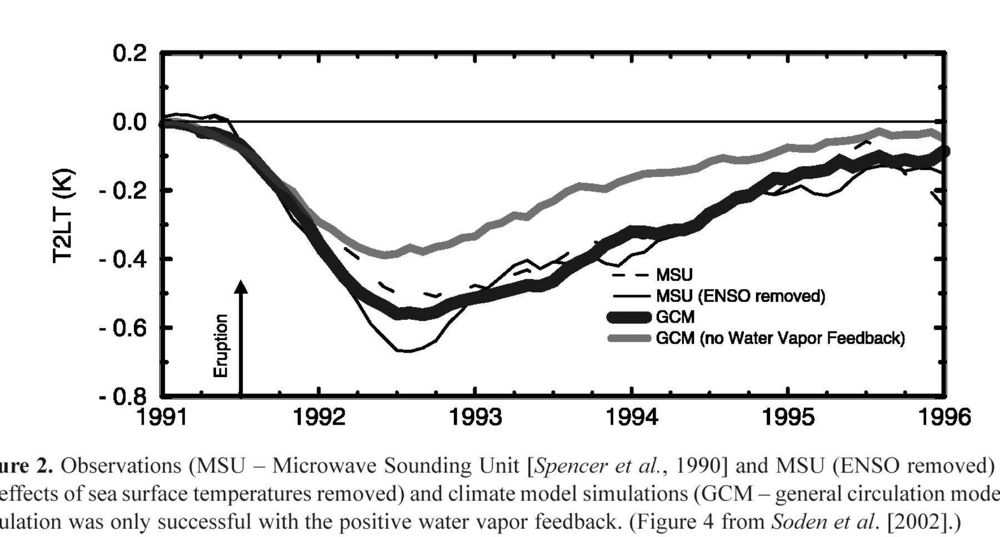 0.2
0.0
- 0.2
- 0.4
- 0.6
- 0.8
T2LT (K)
Eruption
MSU
MSU (ENSO removed)
GCM
GCM (no Water Vapor Feedback)
1991 1992 1993 1994 1995 1996
ure 2. Observations (MSU – Microwave Sounding Unit [Spencer et al., 1990] and MSU (ENSO removed)
effects of sea surface temperatures removed) and climate model simulations (GCM – general circulation mode
ulation was only successful with the positive water vapor feedback. (Figure 4 from Soden et al. [2002].)